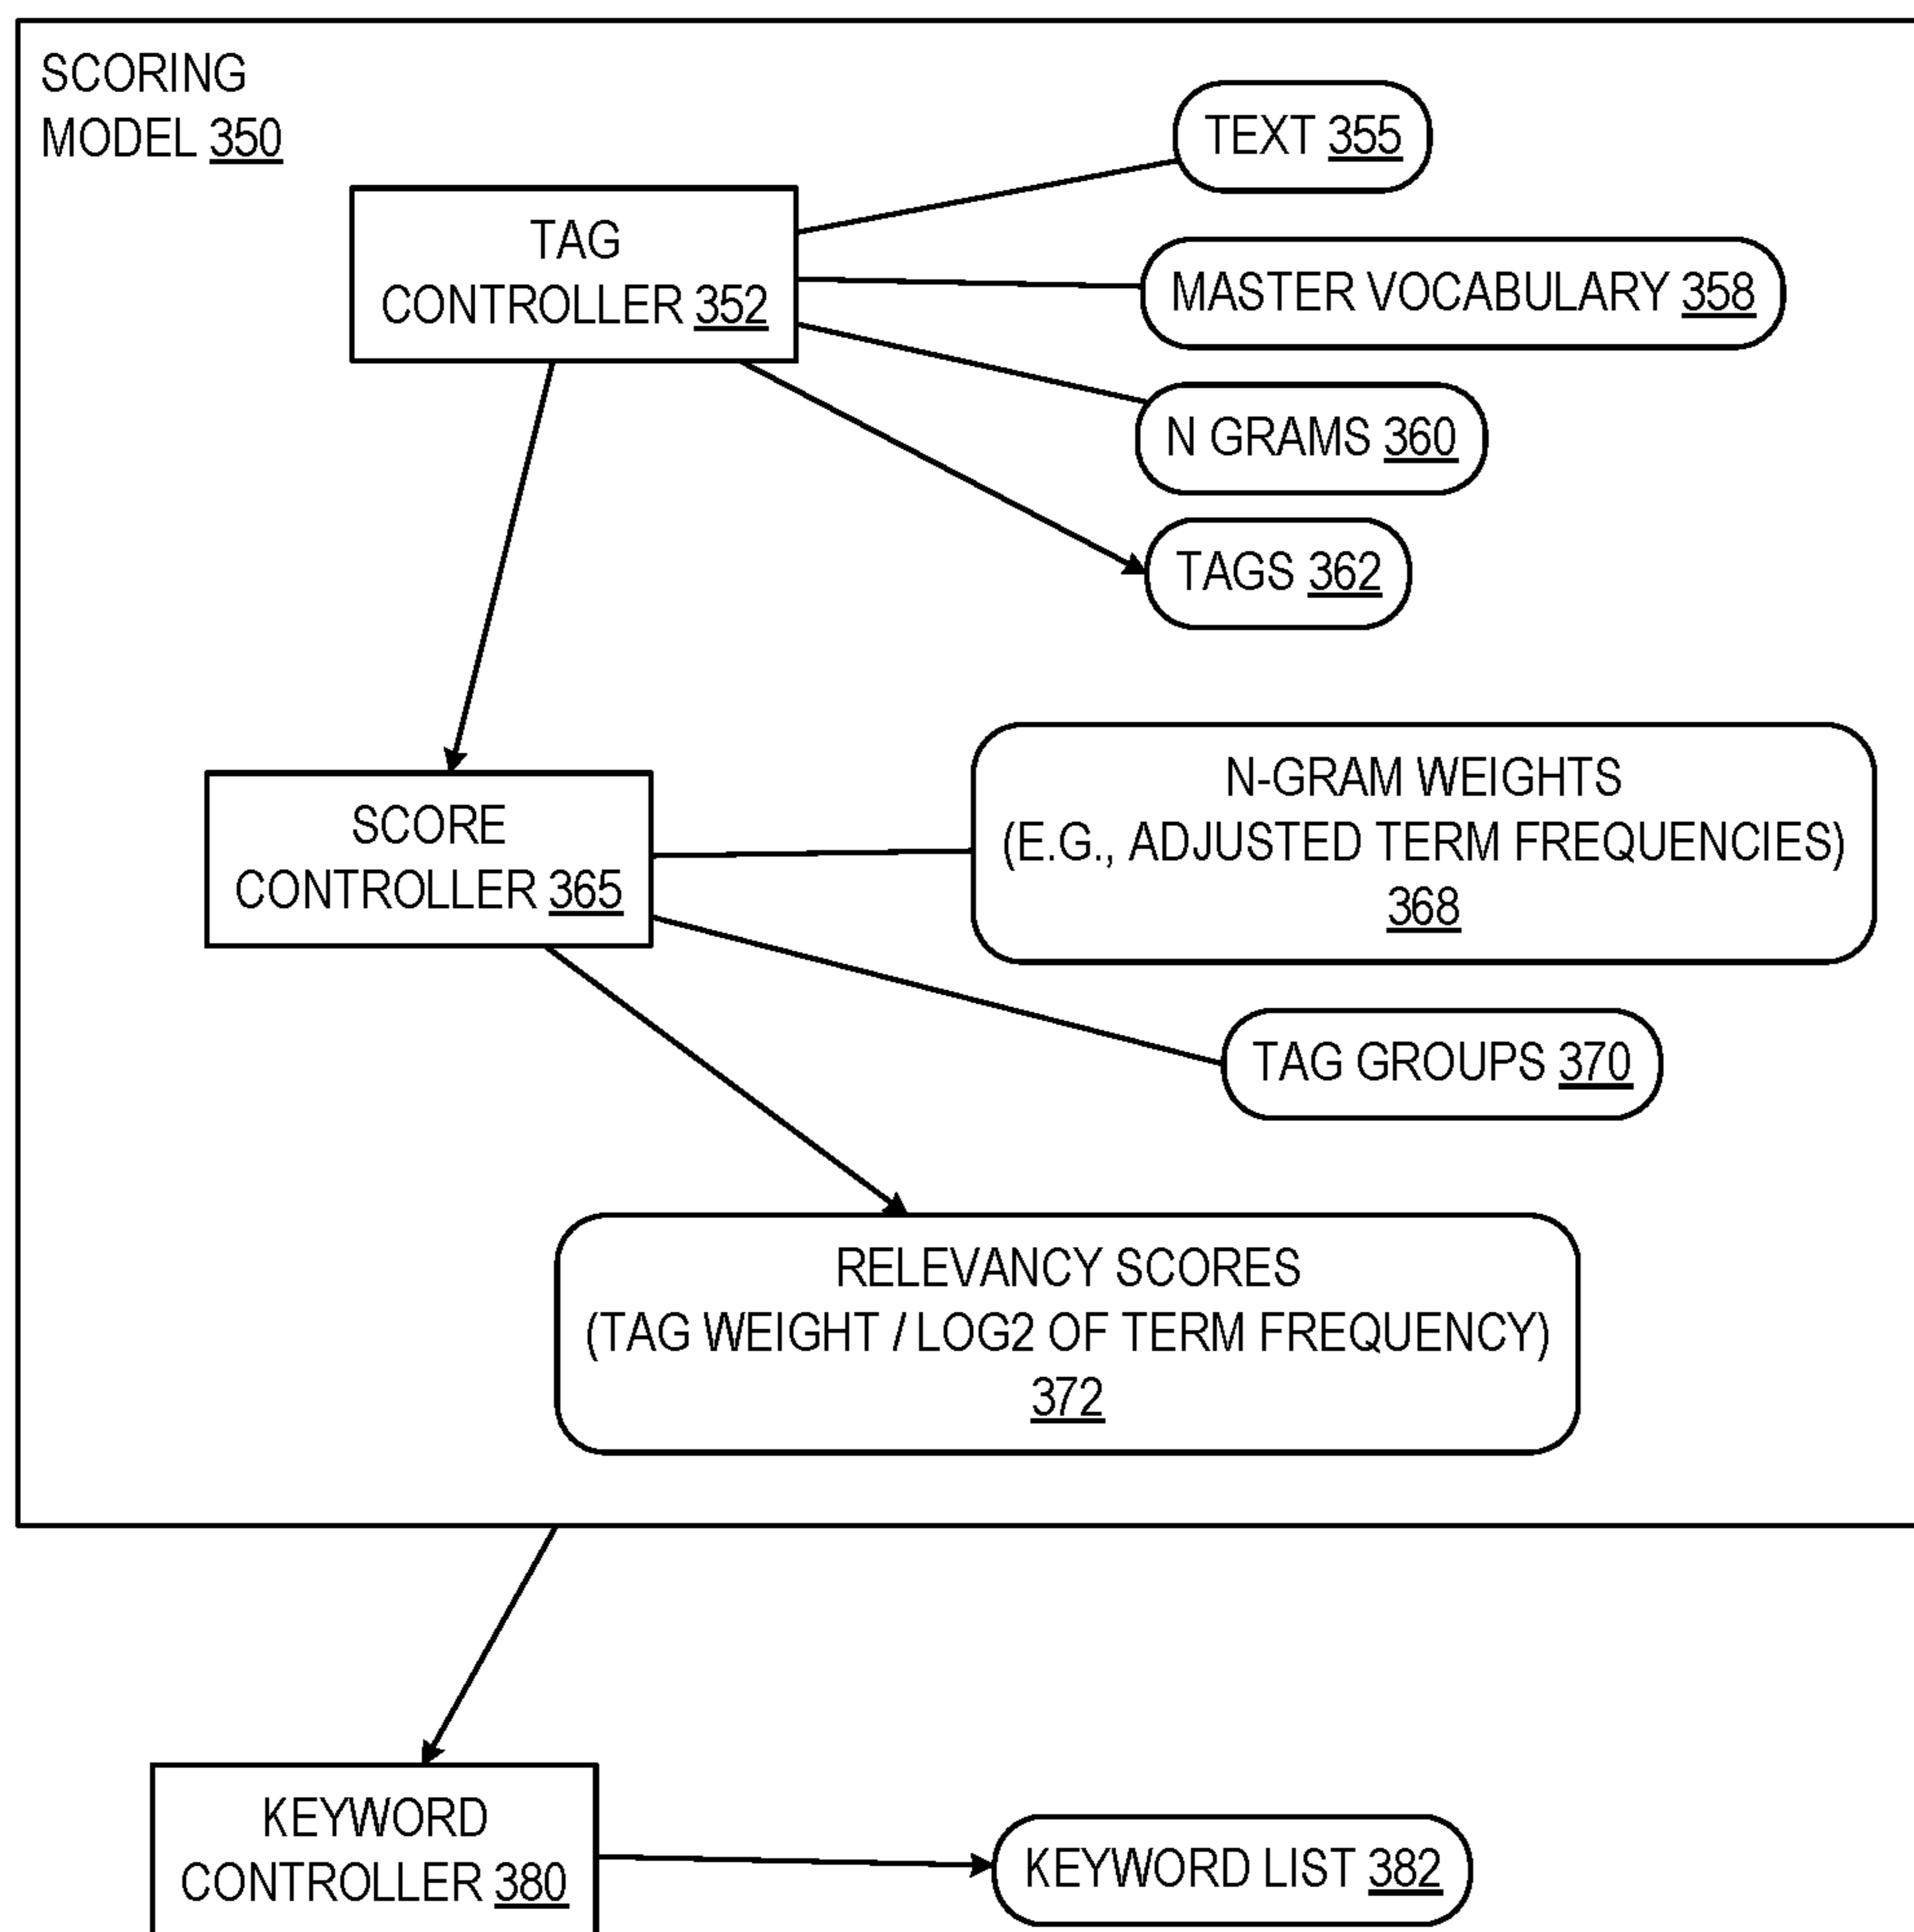 SCORING
MODEL 350
TEXT 355
TAG
CONTROLLER 352
MASTER VOCABULARY 358
N GRAMS 360
TAGS 362
N-GRAM WEIGHTS
(E.G., ADJUSTED TERM FREQUENCIES)
368
SCORE
CONTROLLER 365
TAG GROUPS 370
RELEVANCY SCORES
(TAG WEIGHT / LOG2 OF TERM FREQUENCY)
372
KEYWORD
CONTROLLER 380
KEYWORD LIST 382